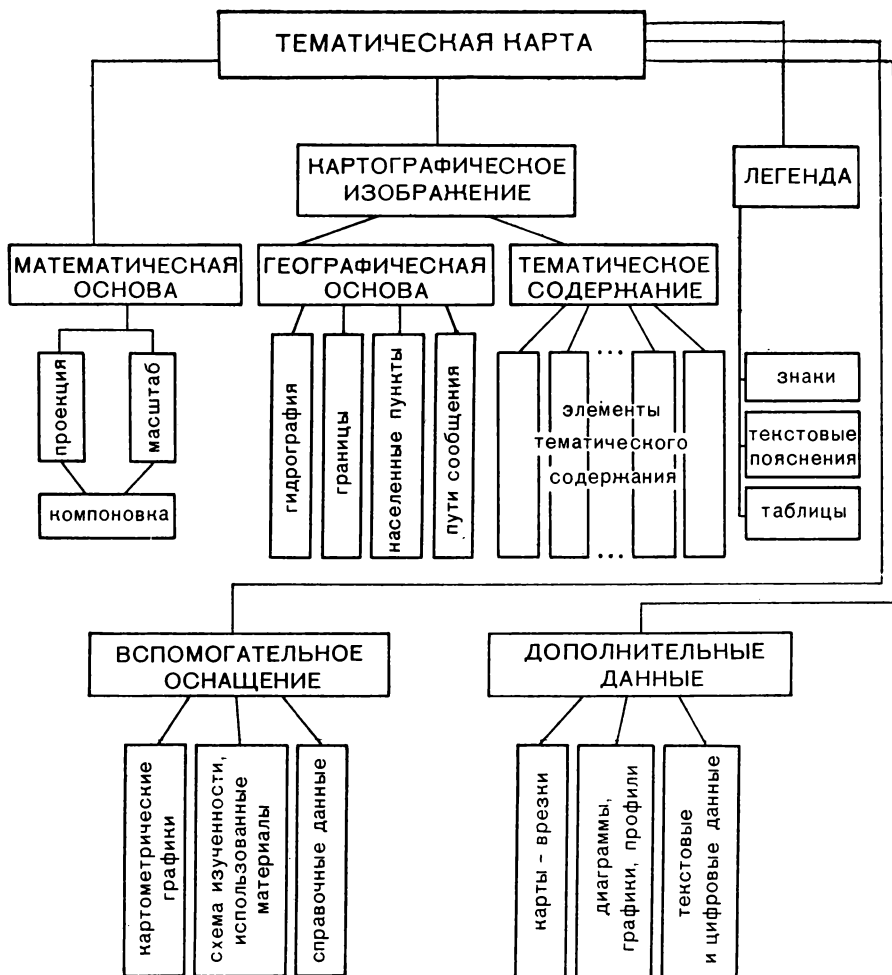 ТЕМАТИЧЕСКАЯ КАРТА
КАРТОГРАФИЧЕСКОЕ
ИЗОБРАЖЕНИЕ
ЛЕГЕНДА
МАТЕМАТИЧЕСКАЯ
ОСНОВА
ГЕОГРАФИЧЕСКАЯ
ОСНОВА
ТЕМАТИЧЕСКОЕ
СОДЕРЖАНИЕ
проекция
масштаб
компоновка
гидрография
границы
населенные пункты
пути сообщения
...
элементы
тематического
содержания
...
знаки
текстовые
пояснения
таблицы
ВСПОМОГАТЕЛЬНОЕ
ОСНАЩЕНИЕ
ДОПОЛНИТЕЛЬНЫЕ
ДАННЫЕ
картометрические
графики
схема изученности,
использованные
материалы
справочные данные
карты - врезки
диаграммы,
графики, профили
текстовые
и цифровые данные